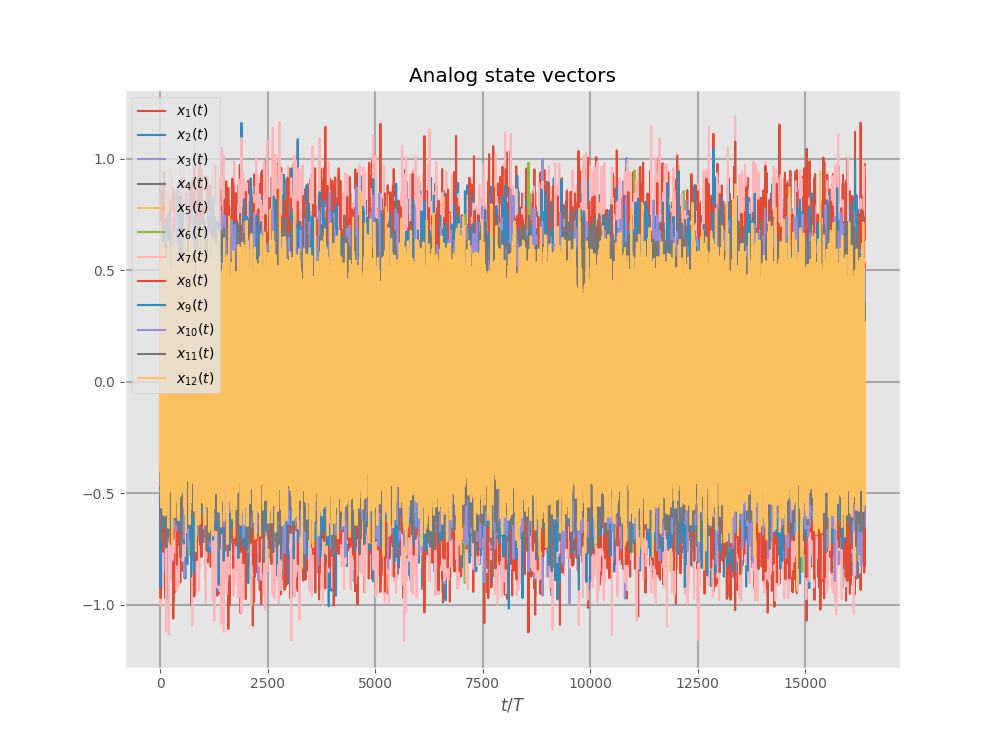 Analog state vectors
x₁(t)
x₂(t)
x₃(t)
x₄(t)
x₅(t)
x₆(t)
x₇(t)
x₈(t)
x₉(t)
x₁₀(t)
x₁₁(t)
x₁₂(t)
1.0
0.5
0.0
−0.5
−1.0
0 2500 5000 7500 10000 12500 15000
t/T